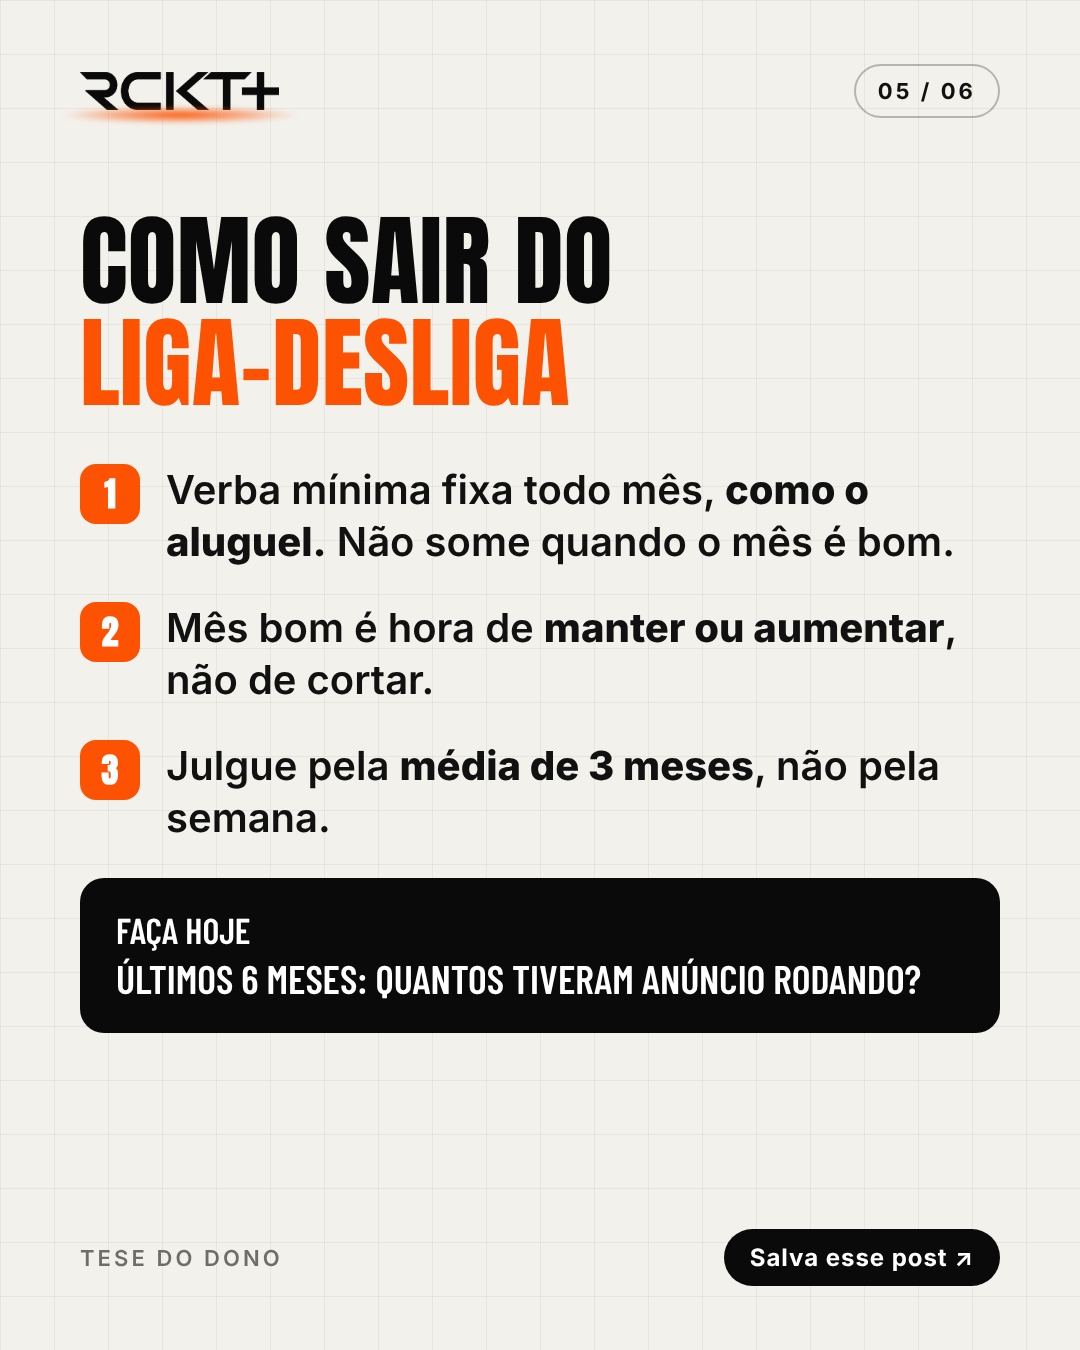 RCKT+
05 / 06
COMO SAIR DO
LIGA-DESLIGA
1 Verba mínima fixa todo mês, como o
aluguel. Não some quando o mês é bom.
2 Mês bom é hora de manter ou aumentar,
não de cortar.
3 Julgue pela média de 3 meses, não pela
semana.
FAÇA HOJE
ÚLTIMOS 6 MESES: QUANTOS TIVERAM ANÚNCIO RODANDO?
TESE DO DONO
Salva esse post ↗